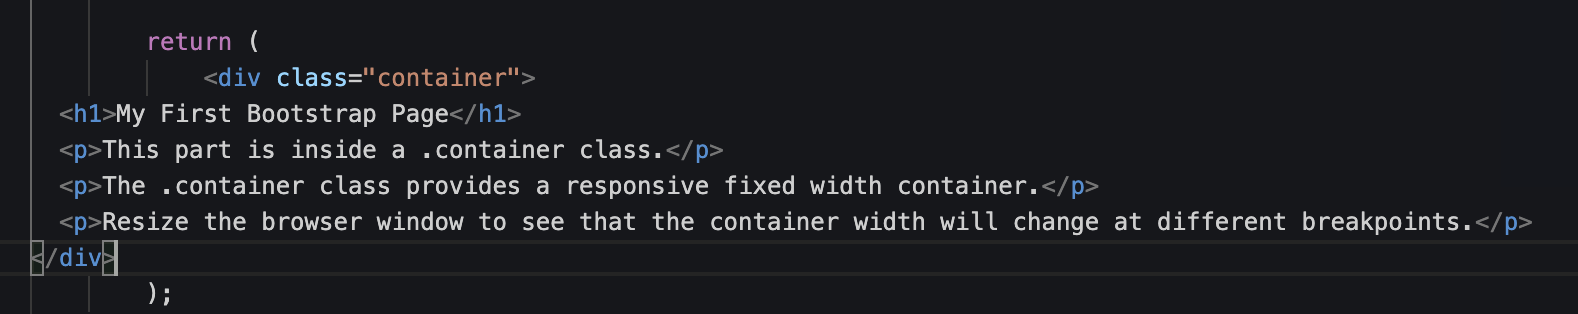 return (
<div class="container">
<h1>My First Bootstrap Page</h1>
<p>This part is inside a .container class.</p>
<p>The .container class provides a responsive fixed width container.</p>
<p>Resize the browser window to see that the container width will change at different breakpoints.</p>
</div>
);